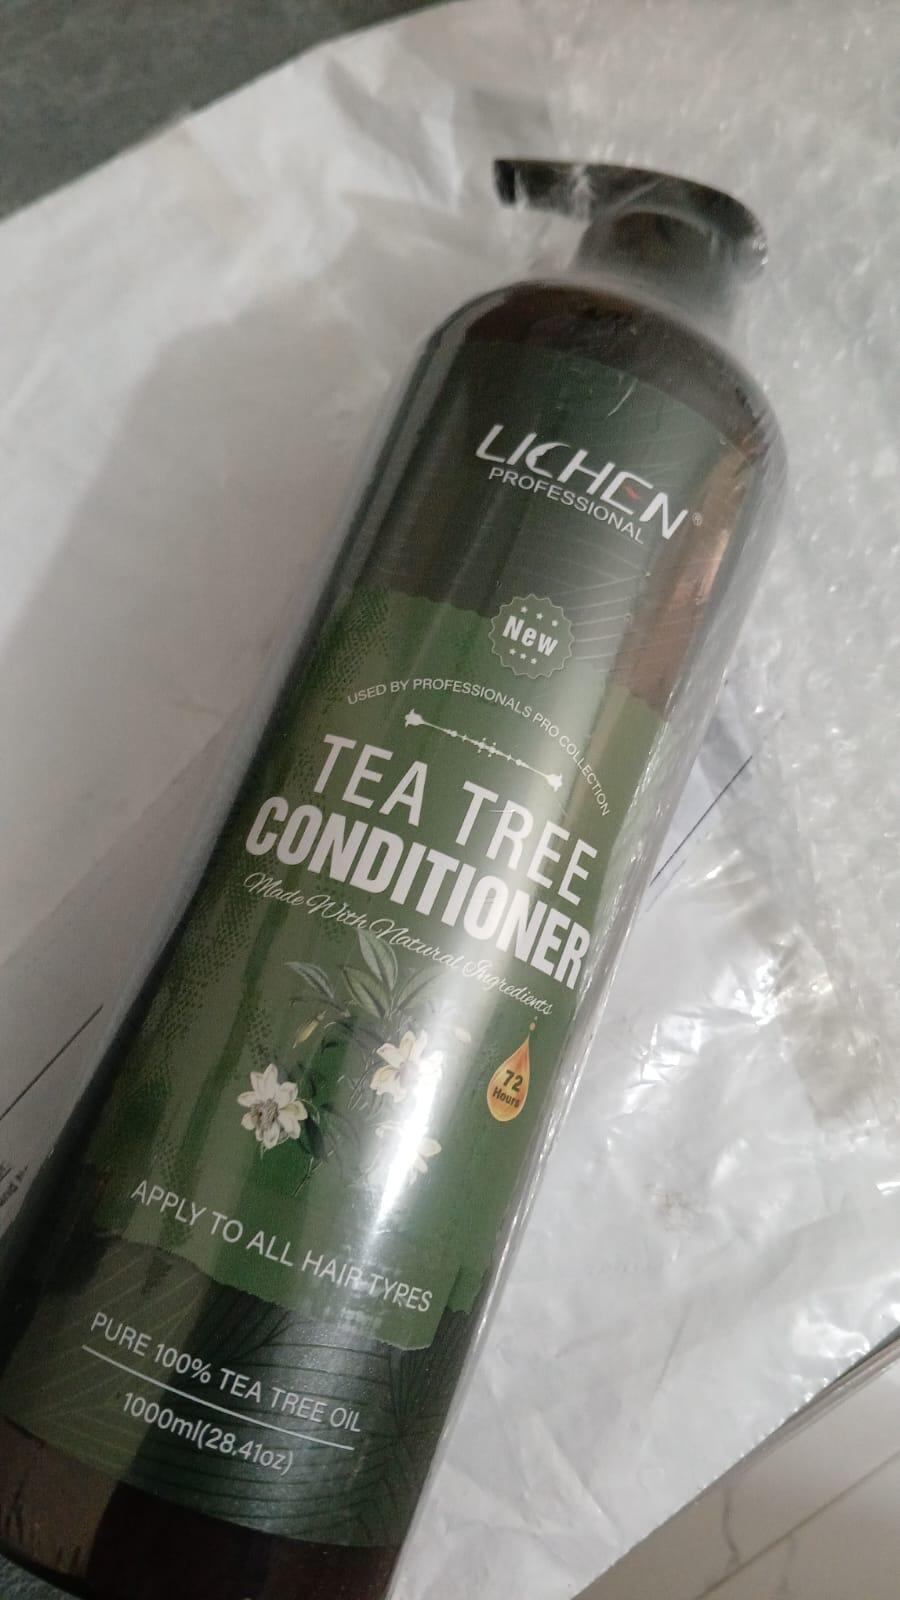 LICHEN
PROFESSIONAL ®
New
USED BY PROFESSIONALS PRO COLLECTION
TEA TREE
CONDITIONER
Made With Natural Ingredients
72
Hours
APPLY TO ALL HAIR TYPES
PURE 100% TEA TREE OIL
1000ml(28.41oz)